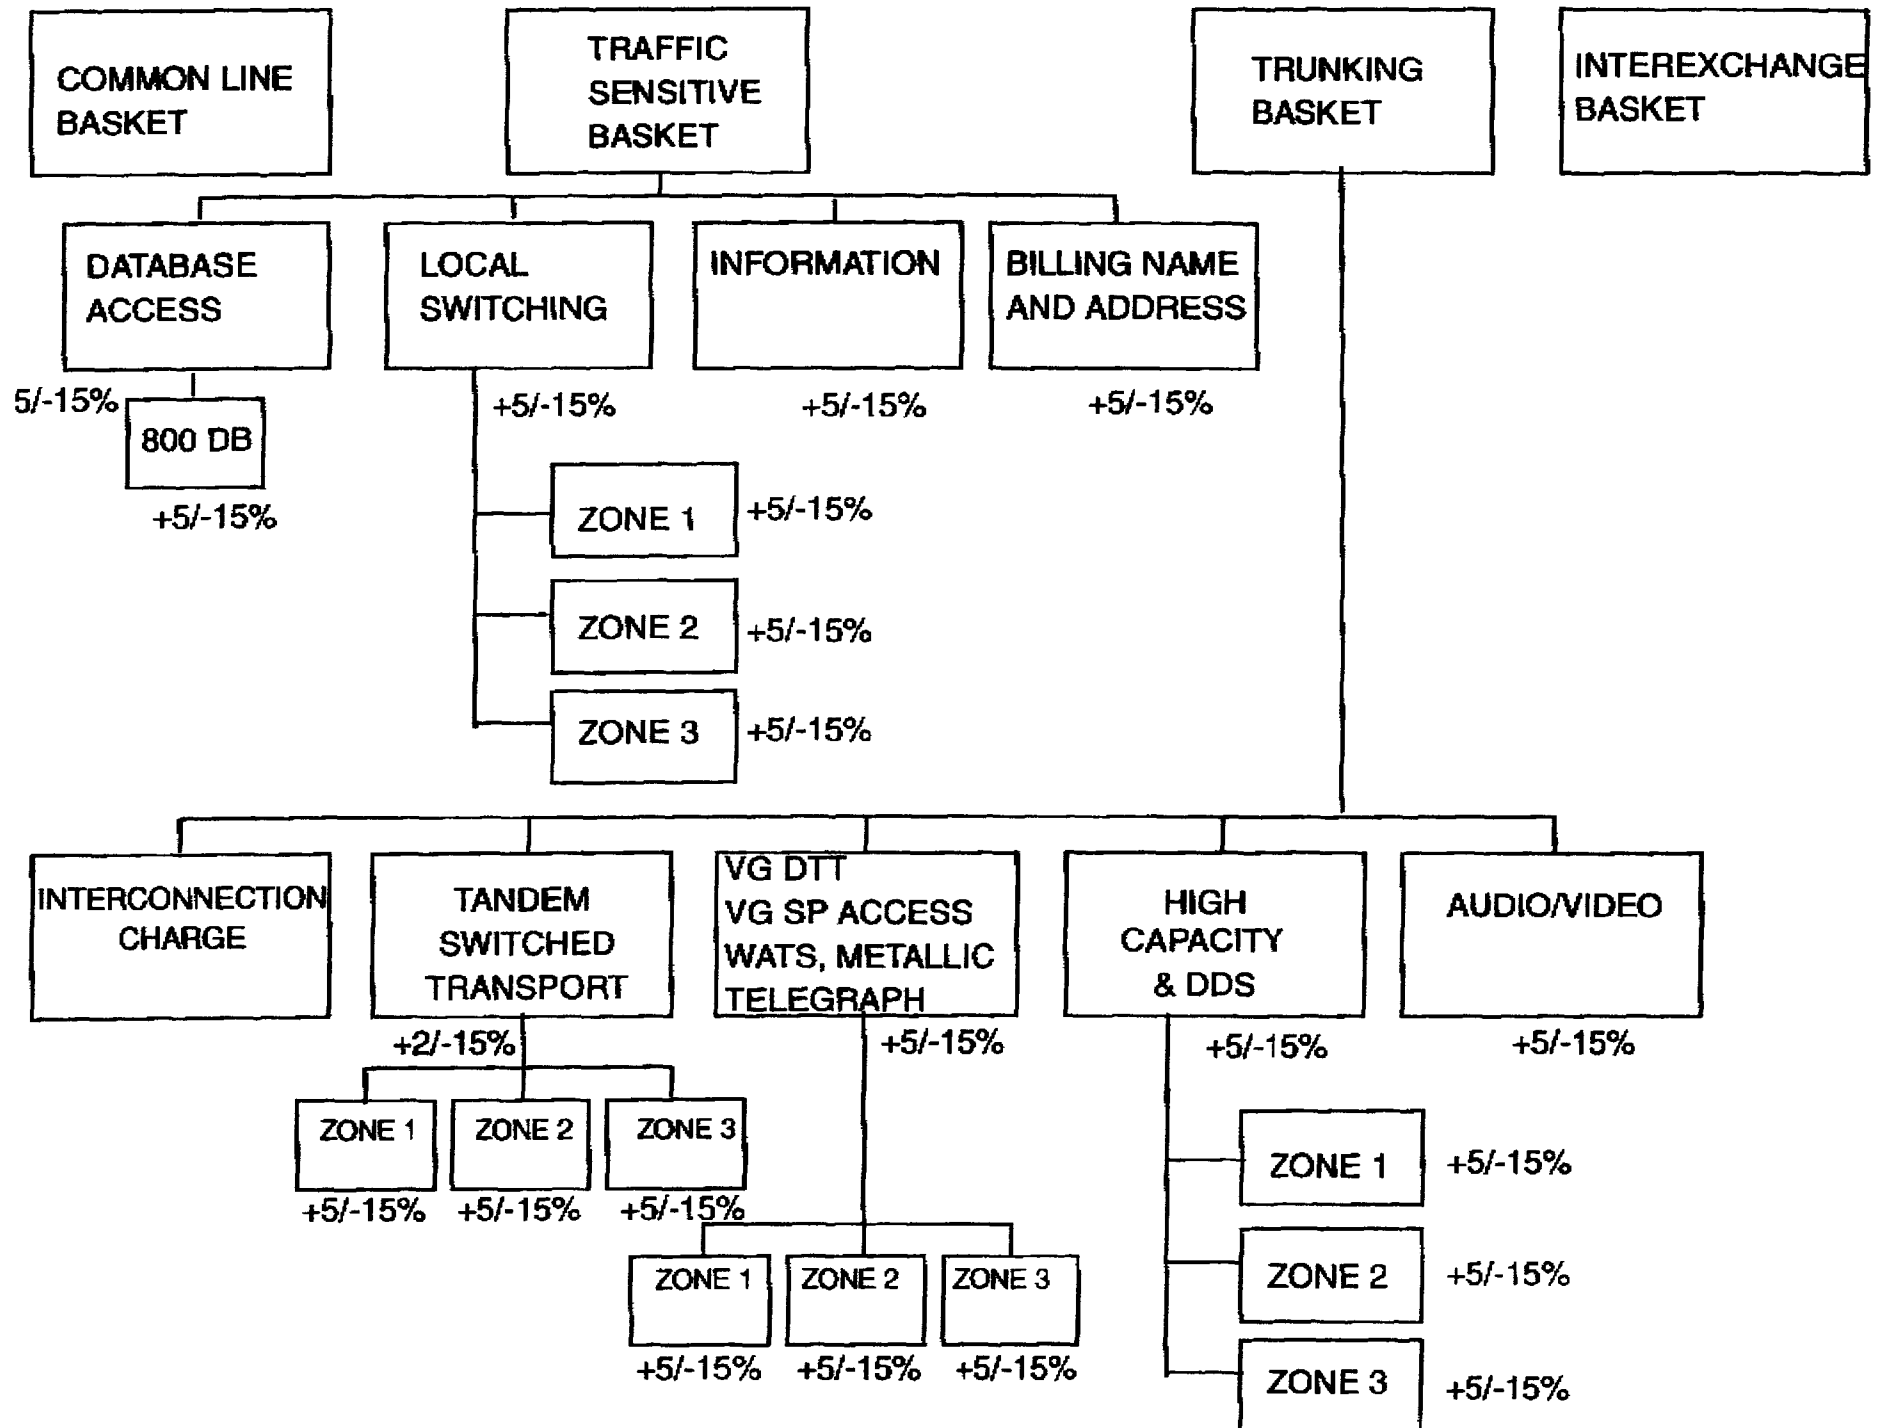 COMMON LINE
BASKET
TRAFFIC
SENSITIVE
BASKET
TRUNKING
BASKET
INTEREXCHANGE
BASKET
DATABASE
ACCESS
LOCAL
SWITCHING
INFORMATION
BILLING NAME
AND ADDRESS
5/-15%
+5/-15%
+5/-15%
+5/-15%
800 DB
+5/-15%
ZONE 1
+5/-15%
ZONE 2
+5/-15%
ZONE 3
+5/-15%
INTERCONNECTION
CHARGE
TANDEM
SWITCHED
TRANSPORT
VG DTT
VG SP ACCESS
WATS, METALLIC
TELEGRAPH
HIGH
CAPACITY
& DDS
AUDIO/VIDEO
+2/-15%
+5/-15%
+5/-15%
+5/-15%
ZONE 1
ZONE 2
ZONE 3
+5/-15%
+5/-15%
+5/-15%
ZONE 1
ZONE 2
ZONE 3
+5/-15%
+5/-15%
+5/-15%
ZONE 1
+5/-15%
ZONE 2
+5/-15%
ZONE 3
+5/-15%